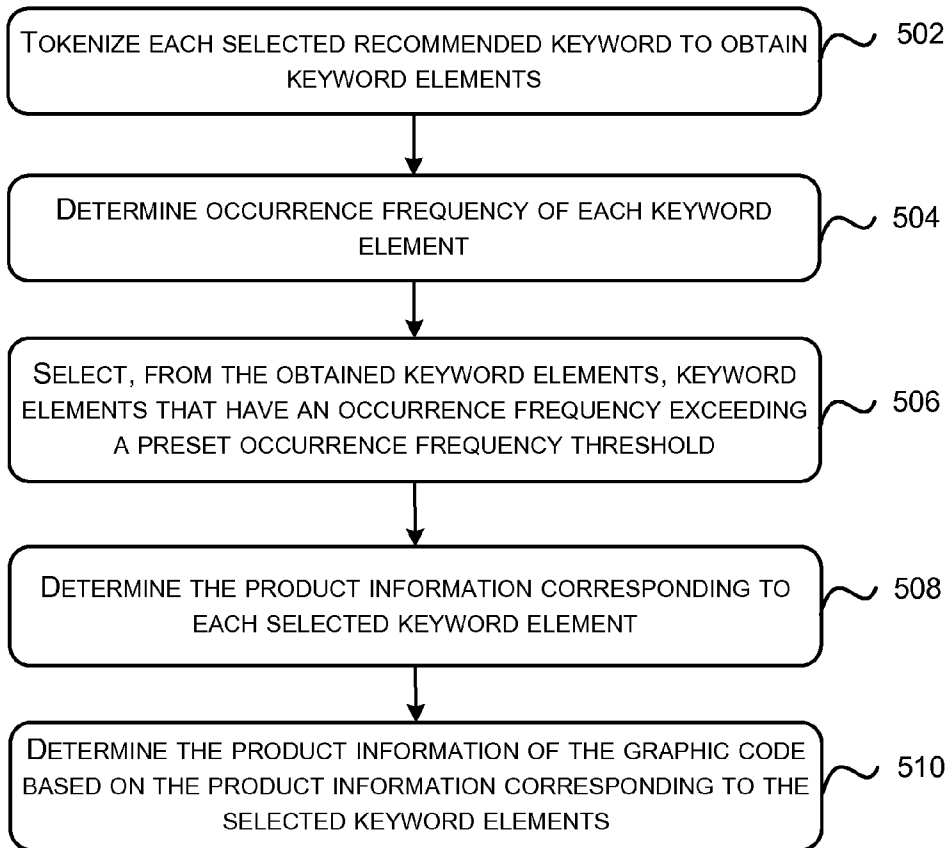 TOKENIZE EACH SELECTED RECOMMENDED KEYWORD TO OBTAIN
KEYWORD ELEMENTS
502
DETERMINE OCCURRENCE FREQUENCY OF EACH KEYWORD
ELEMENT
504
SELECT, FROM THE OBTAINED KEYWORD ELEMENTS, KEYWORD
ELEMENTS THAT HAVE AN OCCURRENCE FREQUENCY EXCEEDING
A PRESET OCCURRENCE FREQUENCY THRESHOLD
506
DETERMINE THE PRODUCT INFORMATION CORRESPONDING TO
EACH SELECTED KEYWORD ELEMENT
508
DETERMINE THE PRODUCT INFORMATION OF THE GRAPHIC CODE
BASED ON THE PRODUCT INFORMATION CORRESPONDING TO THE
SELECTED KEYWORD ELEMENTS
510